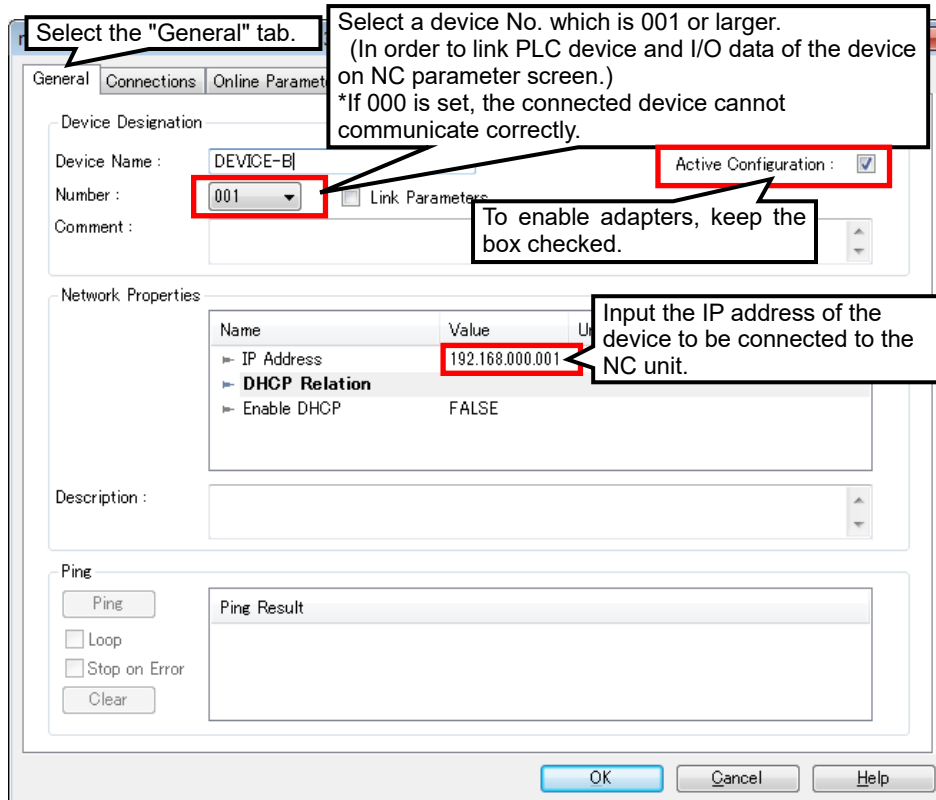 Select the "General" tab.
Select a device No. which is 001 or larger.
(In order to link PLC device and I/O data of the device
on NC parameter screen.)
*If 000 is set, the connected device cannot
communicate correctly.
General
Connections
Online Paramet
Device Designation
Device Name :
DEVICE-B
Active Configuration :
Number :
001
Link Parameters
To enable adapters, keep the
box checked.
Comment :
Network Properties
Input the IP address of the
device to be connected to the
NC unit.
Name
Value
IP Address
192.168.000.001
DHCP Relation
Enable DHCP
FALSE
Description :
Ping
Ping
Ping Result
Loop
Stop on Error
Clear
OK
Cancel
Help